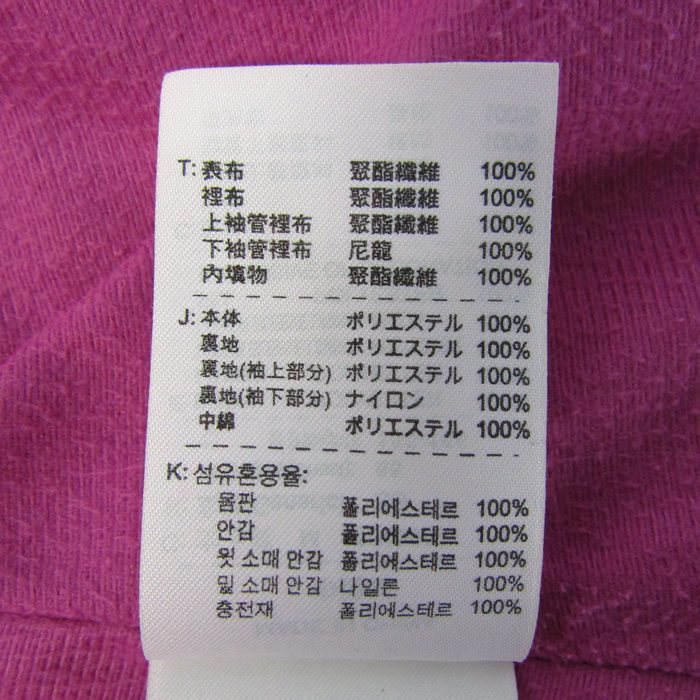 T: 表布 聚酯纖維 100%
裡布 聚酯纖維 100%
上袖管裡布 聚酯纖維 100%
下袖管裡布 尼龍 100%
內填物 聚酯纖維 100%
J: 本体 ポリエステル 100%
裏地 ポリエステル 100%
裏地(袖上部分) ポリエステル 100%
裏地(袖下部分) ナイロン 100%
中綿 ポリエステル 100%
K: 섬유혼용율:
몸판 폴리에스테르 100%
안감 폴리에스테르 100%
윗 소매 안감 폴리에스테르 100%
밑 소매 안감 나일론 100%
충전재 폴리에스테르 100%